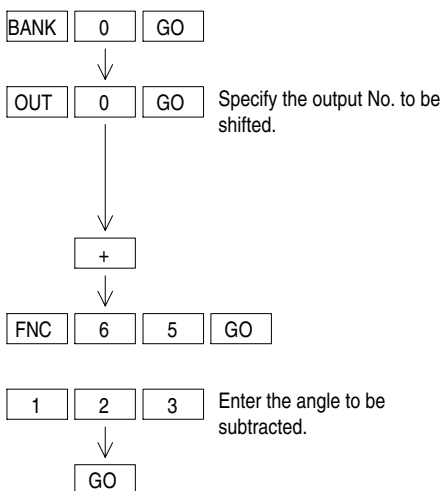 BANK 0 GO
OUT 0 GO Specify the output No. to be
shifted.
+
FNC 6 5 GO
1 2 3 Enter the angle to be
subtracted.
GO